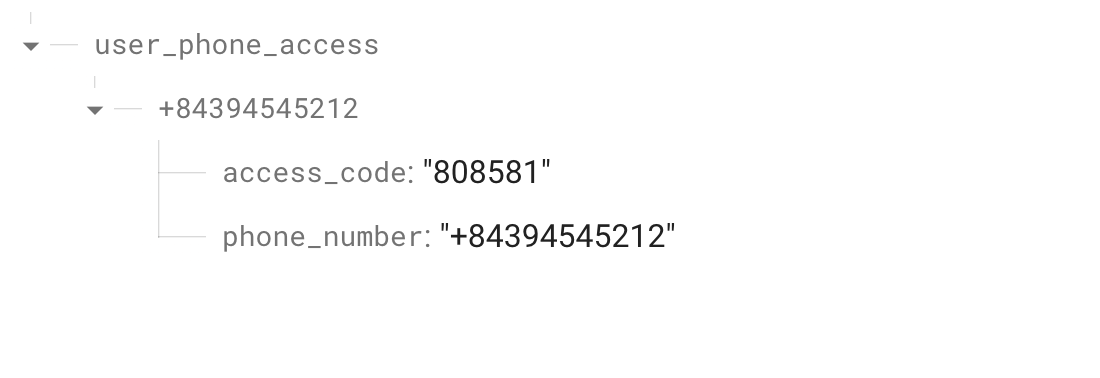 user_phone_access
+84394545212
access_code: "808581"
phone_number: "+84394545212"